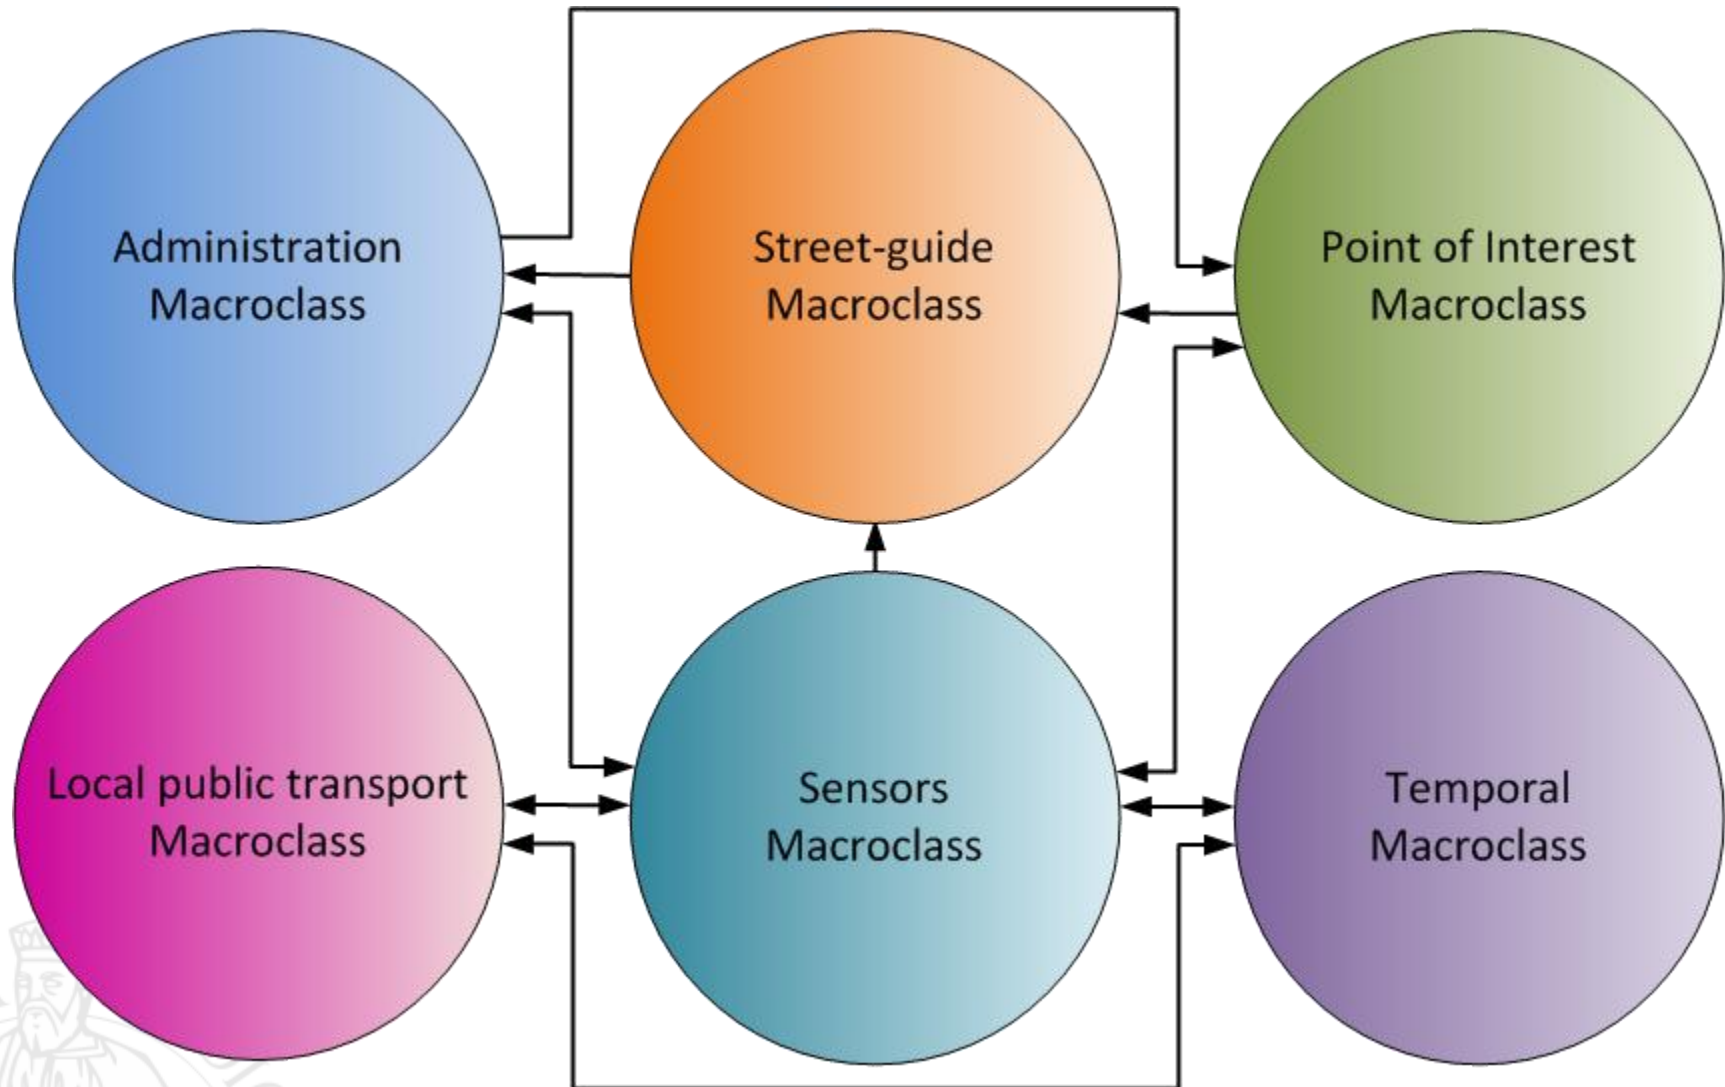 Administration
Macroclass
Street-guide
Macroclass
Point of Interest
Macroclass
Local public transport
Macroclass
Sensors
Macroclass
Temporal
Macroclass